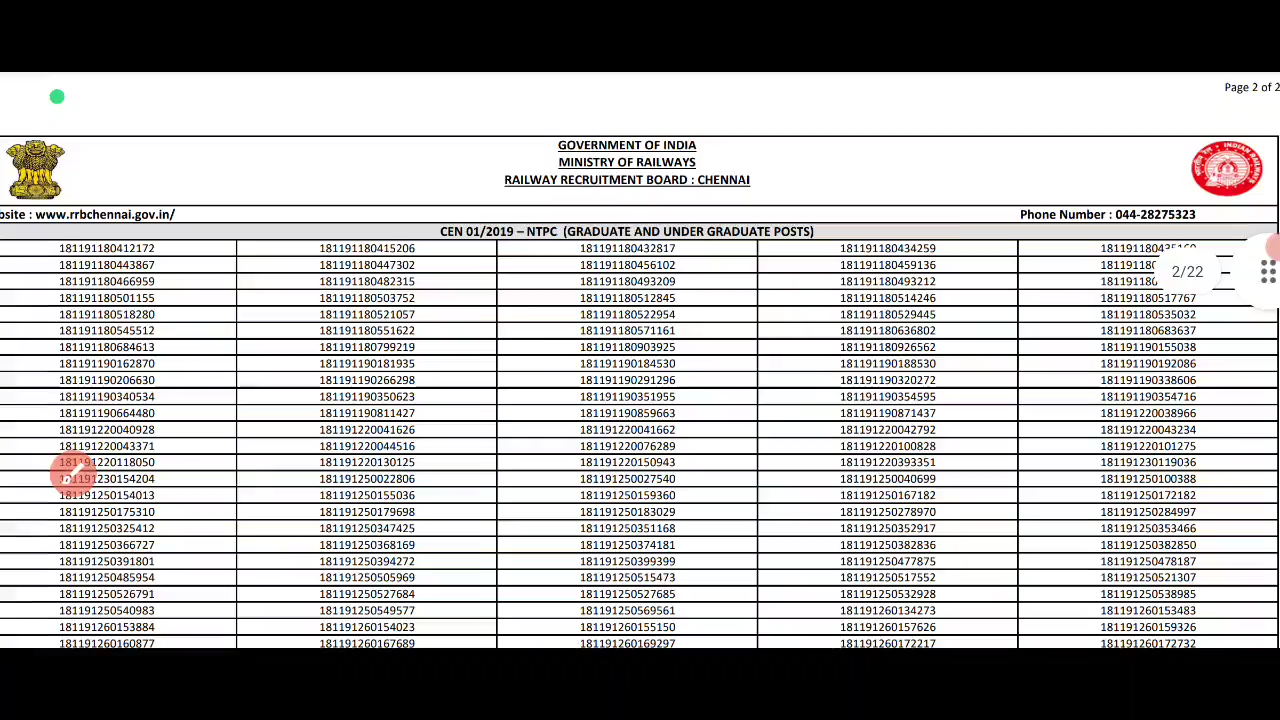 Page 2 of 2
GOVERNMENT OF INDIA
MINISTRY OF RAILWAYS
RAILWAY RECRUITMENT BOARD : CHENNAI
bsite : www.rrbchennai.gov.in/ Phone Number : 044-28275323
CEN 01/2019 – NTPC (GRADUATE AND UNDER GRADUATE POSTS)
181191180412172 181191180415206 181191180432817 181191180434259
181191180443867 181191180447302 181191180456102 181191180459136 181191180
2/22
181191180466959 181191180482315 181191180493209 181191180493212 181191180
181191180501155 181191180503752 181191180512845 181191180514246 181191180517767
181191180518280 181191180521057 181191180522954 181191180529445 181191180535032
181191180545512 181191180551622 181191180571161 181191180636802 181191180683637
181191180684613 181191180799219 181191180903925 181191180926562 181191190155038
181191190162870 181191190181935 181191190184530 181191190188530 181191190192086
181191190206630 181191190266298 181191190291296 181191190320272 181191190338606
181191190340534 181191190350623 181191190351955 181191190354595 181191190354716
181191190664480 181191190811427 181191190859663 181191190871437 181191220038966
181191220040928 181191220041626 181191220041662 181191220042792 181191220043234
181191220043371 181191220044516 181191220076289 181191220100828 181191220101275
181191220118050 181191220130125 181191220150943 181191220393351 181191230119036
181191230154204 181191250022806 181191250027540 181191250040699 181191250100388
181191250154013 181191250155036 181191250159360 181191250167182 181191250172182
181191250175310 181191250179698 181191250183029 181191250278970 181191250284997
181191250325412 181191250347425 181191250351168 181191250352917 181191250353466
181191250366727 181191250368169 181191250374181 181191250382836 181191250382850
181191250391801 181191250394272 181191250399399 181191250477875 181191250478187
181191250485954 181191250505969 181191250515473 181191250517552 181191250521307
181191250526791 181191250527684 181191250527685 181191250532928 181191250538985
181191250540983 181191250549577 181191250569561 181191260134273 181191260153483
181191260153884 181191260154023 181191260155150 181191260157626 181191260159326
181191260160877 181191260167689 181191260169297 181191260172217 181191260172732